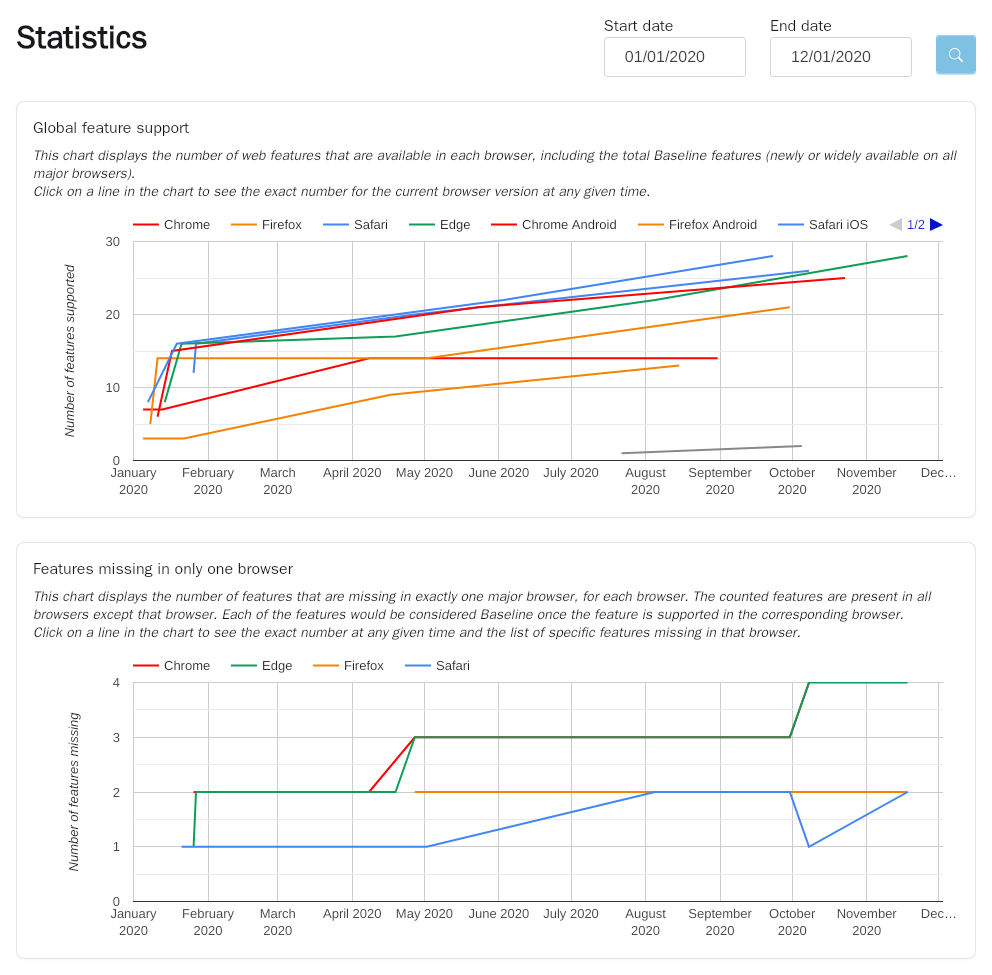 Statistics
Start date
End date
01/01/2020
12/01/2020
Global feature support
This chart displays the number of web features that are available in each browser, including the total Baseline features (newly or widely available on all
major browsers).
Click on a line in the chart to see the exact number for the current browser version at any given time.
Chrome Firefox Safari Edge Chrome Android Firefox Android Safari iOS 1/2
Number of features supported
30
20
10
0
January 2020
February 2020
March 2020
April 2020
May 2020
June 2020
July 2020
August 2020
September 2020
October 2020
November 2020
Dec...
Features missing in only one browser
This chart displays the number of features that are missing in exactly one major browser, for each browser. The counted features are present in all
browsers except that browser. Each of the features would be considered Baseline once the feature is supported in the corresponding browser.
Click on a line in the chart to see the exact number at any given time and the list of specific features missing in that browser.
Chrome Edge Firefox Safari
Number of features missing
4
3
2
1
0
January 2020
February 2020
March 2020
April 2020
May 2020
June 2020
July 2020
August 2020
September 2020
October 2020
November 2020
Dec...